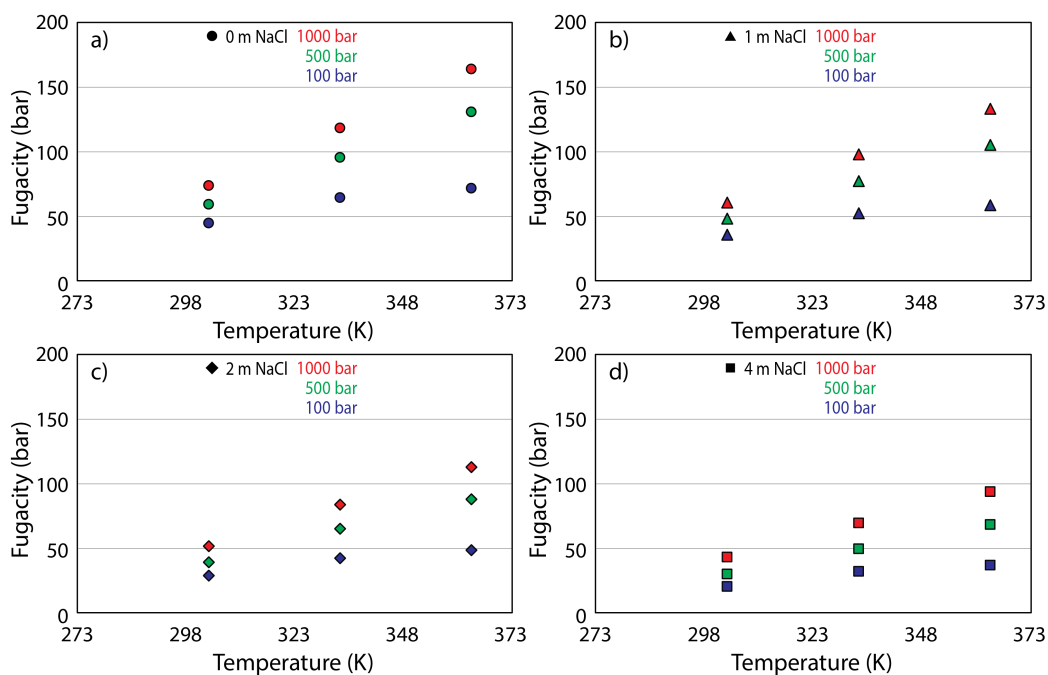 a)
0 m NaCl 1000 bar
500 bar
100 bar
200
150
100
50
0
Fugacity (bar)
273 298 323 348 373
Temperature (K)
b)
1 m NaCl 1000 bar
500 bar
100 bar
200
150
100
50
0
Fugacity (bar)
273 298 323 348 373
Temperature (K)
c)
2 m NaCl 1000 bar
500 bar
100 bar
200
150
100
50
0
Fugacity (bar)
273 298 323 348 373
Temperature (K)
d)
4 m NaCl 1000 bar
500 bar
100 bar
200
150
100
50
0
Fugacity (bar)
273 298 323 348 373
Temperature (K)